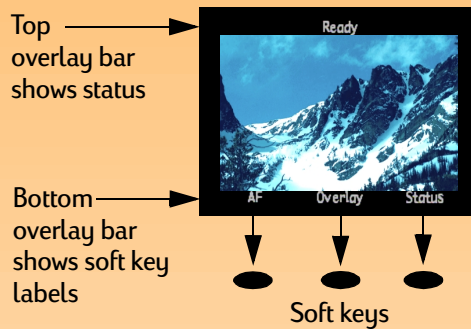 Top
overlay bar
shows status
Ready
Bottom
overlay bar
shows soft key
labels
AF Overlay Status
Soft keys